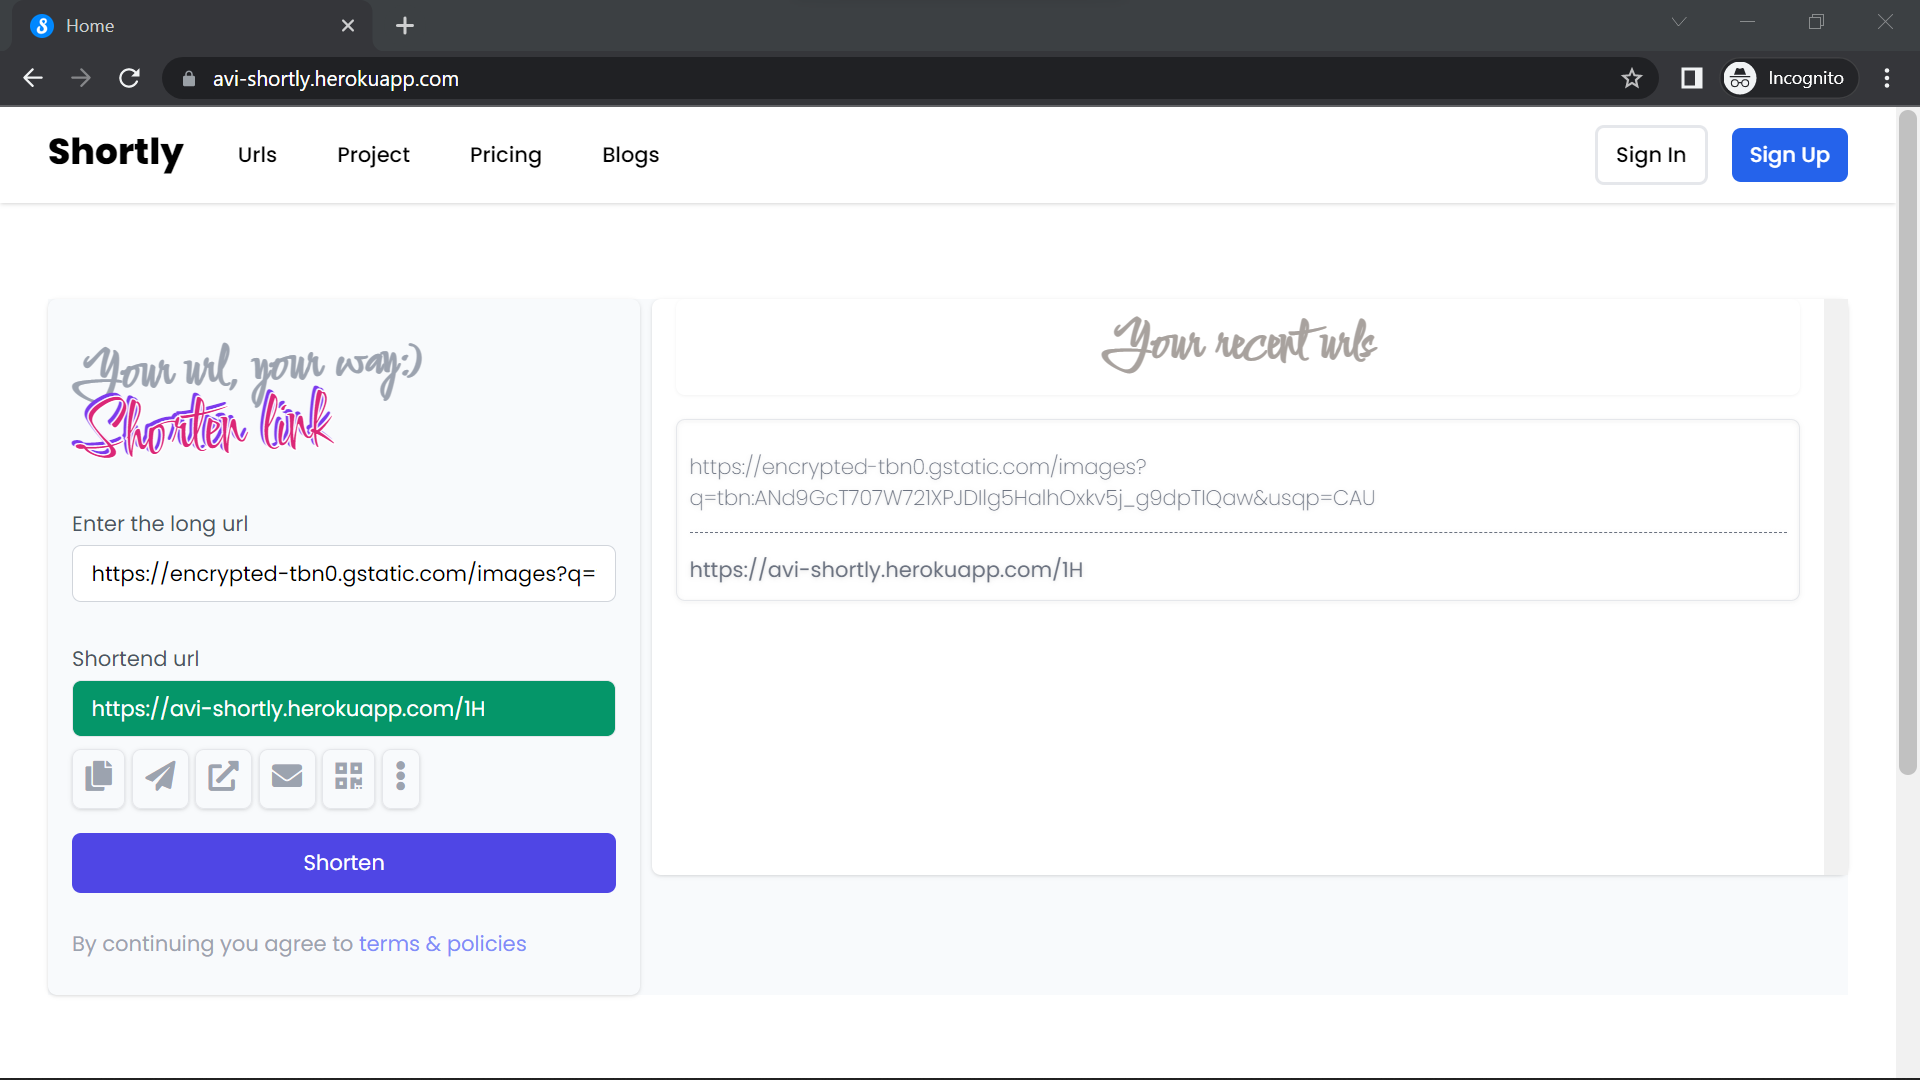 Home
avi-shortly.herokuapp.com
Incognito
Shortly
Urls
Project
Pricing
Blogs
Sign In
Sign Up
Your url, your way:)
Shorten link
Enter the long url
https://encrypted-tbn0.gstatic.com/images?q=
Shortend url
https://avi-shortly.herokuapp.com/1H
Shorten
By continuing you agree to terms & policies
Your recent urls
https://encrypted-tbn0.gstatic.com/images?
q=tbn:ANd9GcT707W721XPJDIlg5HalhOxkv5j_g9dpTIQaw&usqp=CAU
https://avi-shortly.herokuapp.com/1H